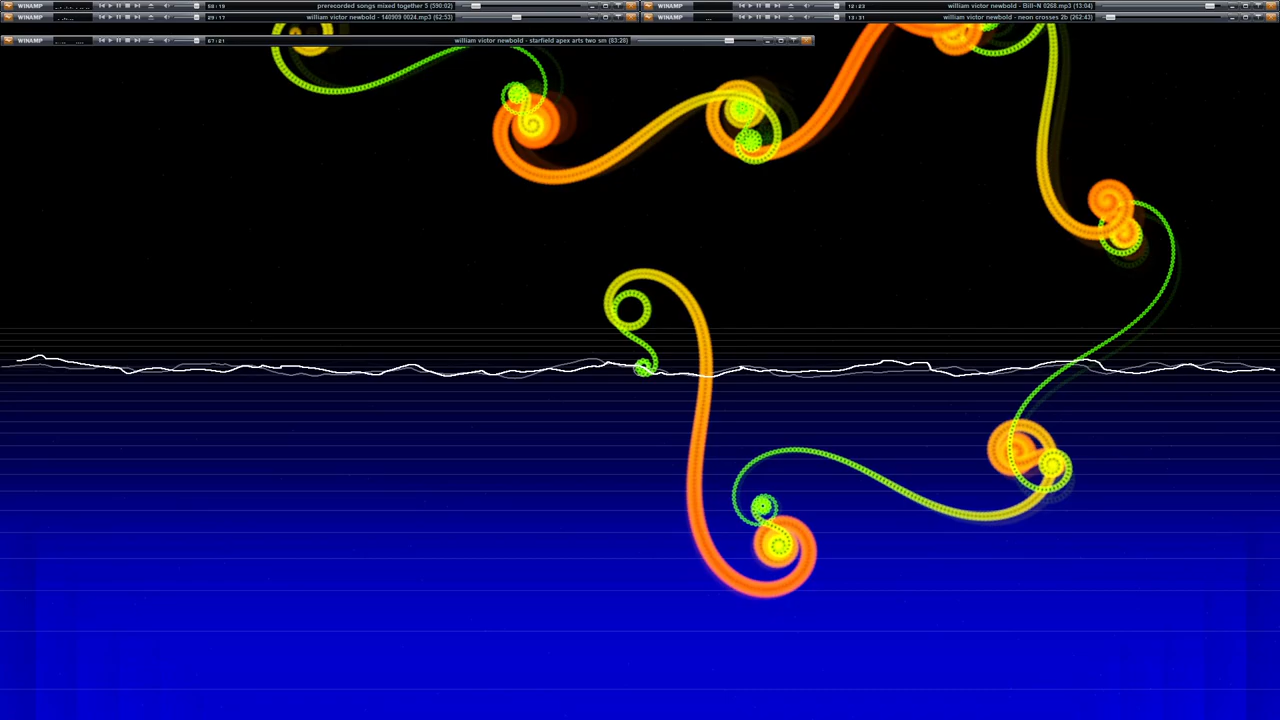 WINAMP 58:19 prerecorded songs mixed together 5 (590:02)
WINAMP 12:23 william victor newbold - Bill-N 0268.mp3 (13:04)
WINAMP 29:17 william victor newbold - 140909 0024.mp3 (62:53)
WINAMP 13:31 william victor newbold - neon crosses 2b (262:43)
WINAMP 67:21 william victor newbold - starfield apex arts two sm (83:28)